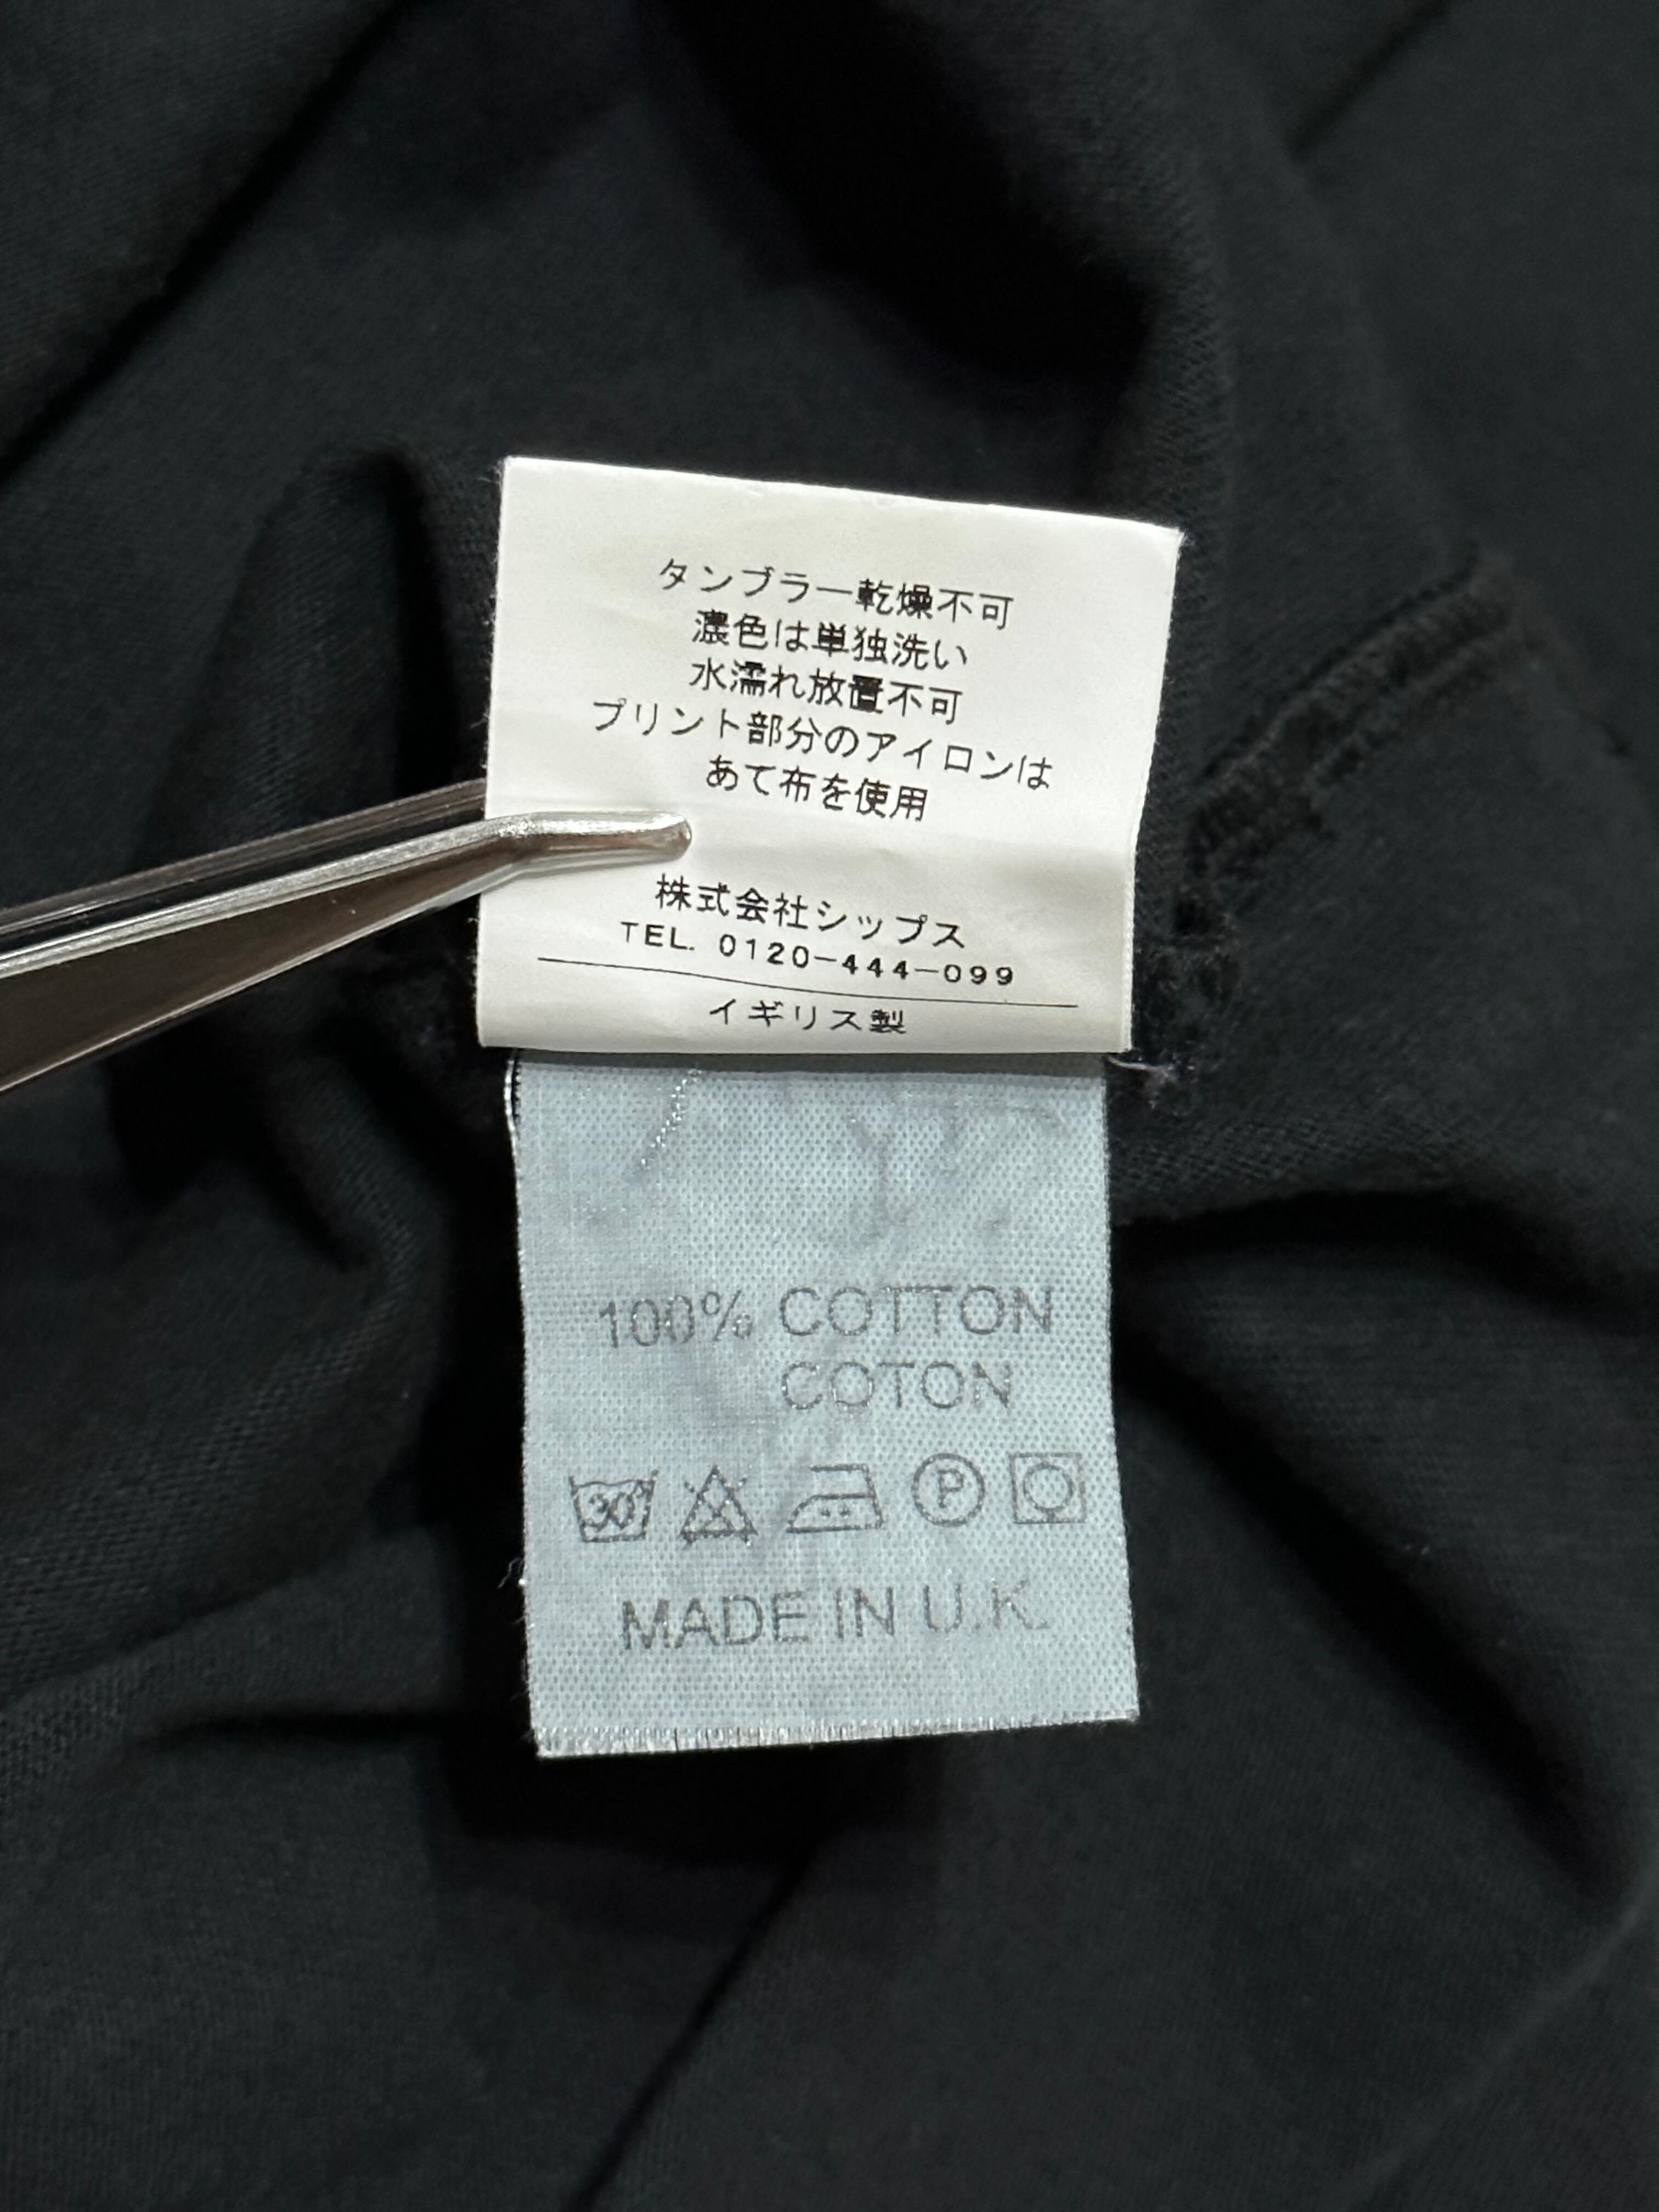 タンブラー乾燥不可
濃色は単独洗い
水濡れ放置不可
プリント部分のアイロンは
あて布を使用
株式会社シップス
TEL. 0120-444-099
イギリス製
100% COTTON
COTON
30°
P
MADE IN U.K.